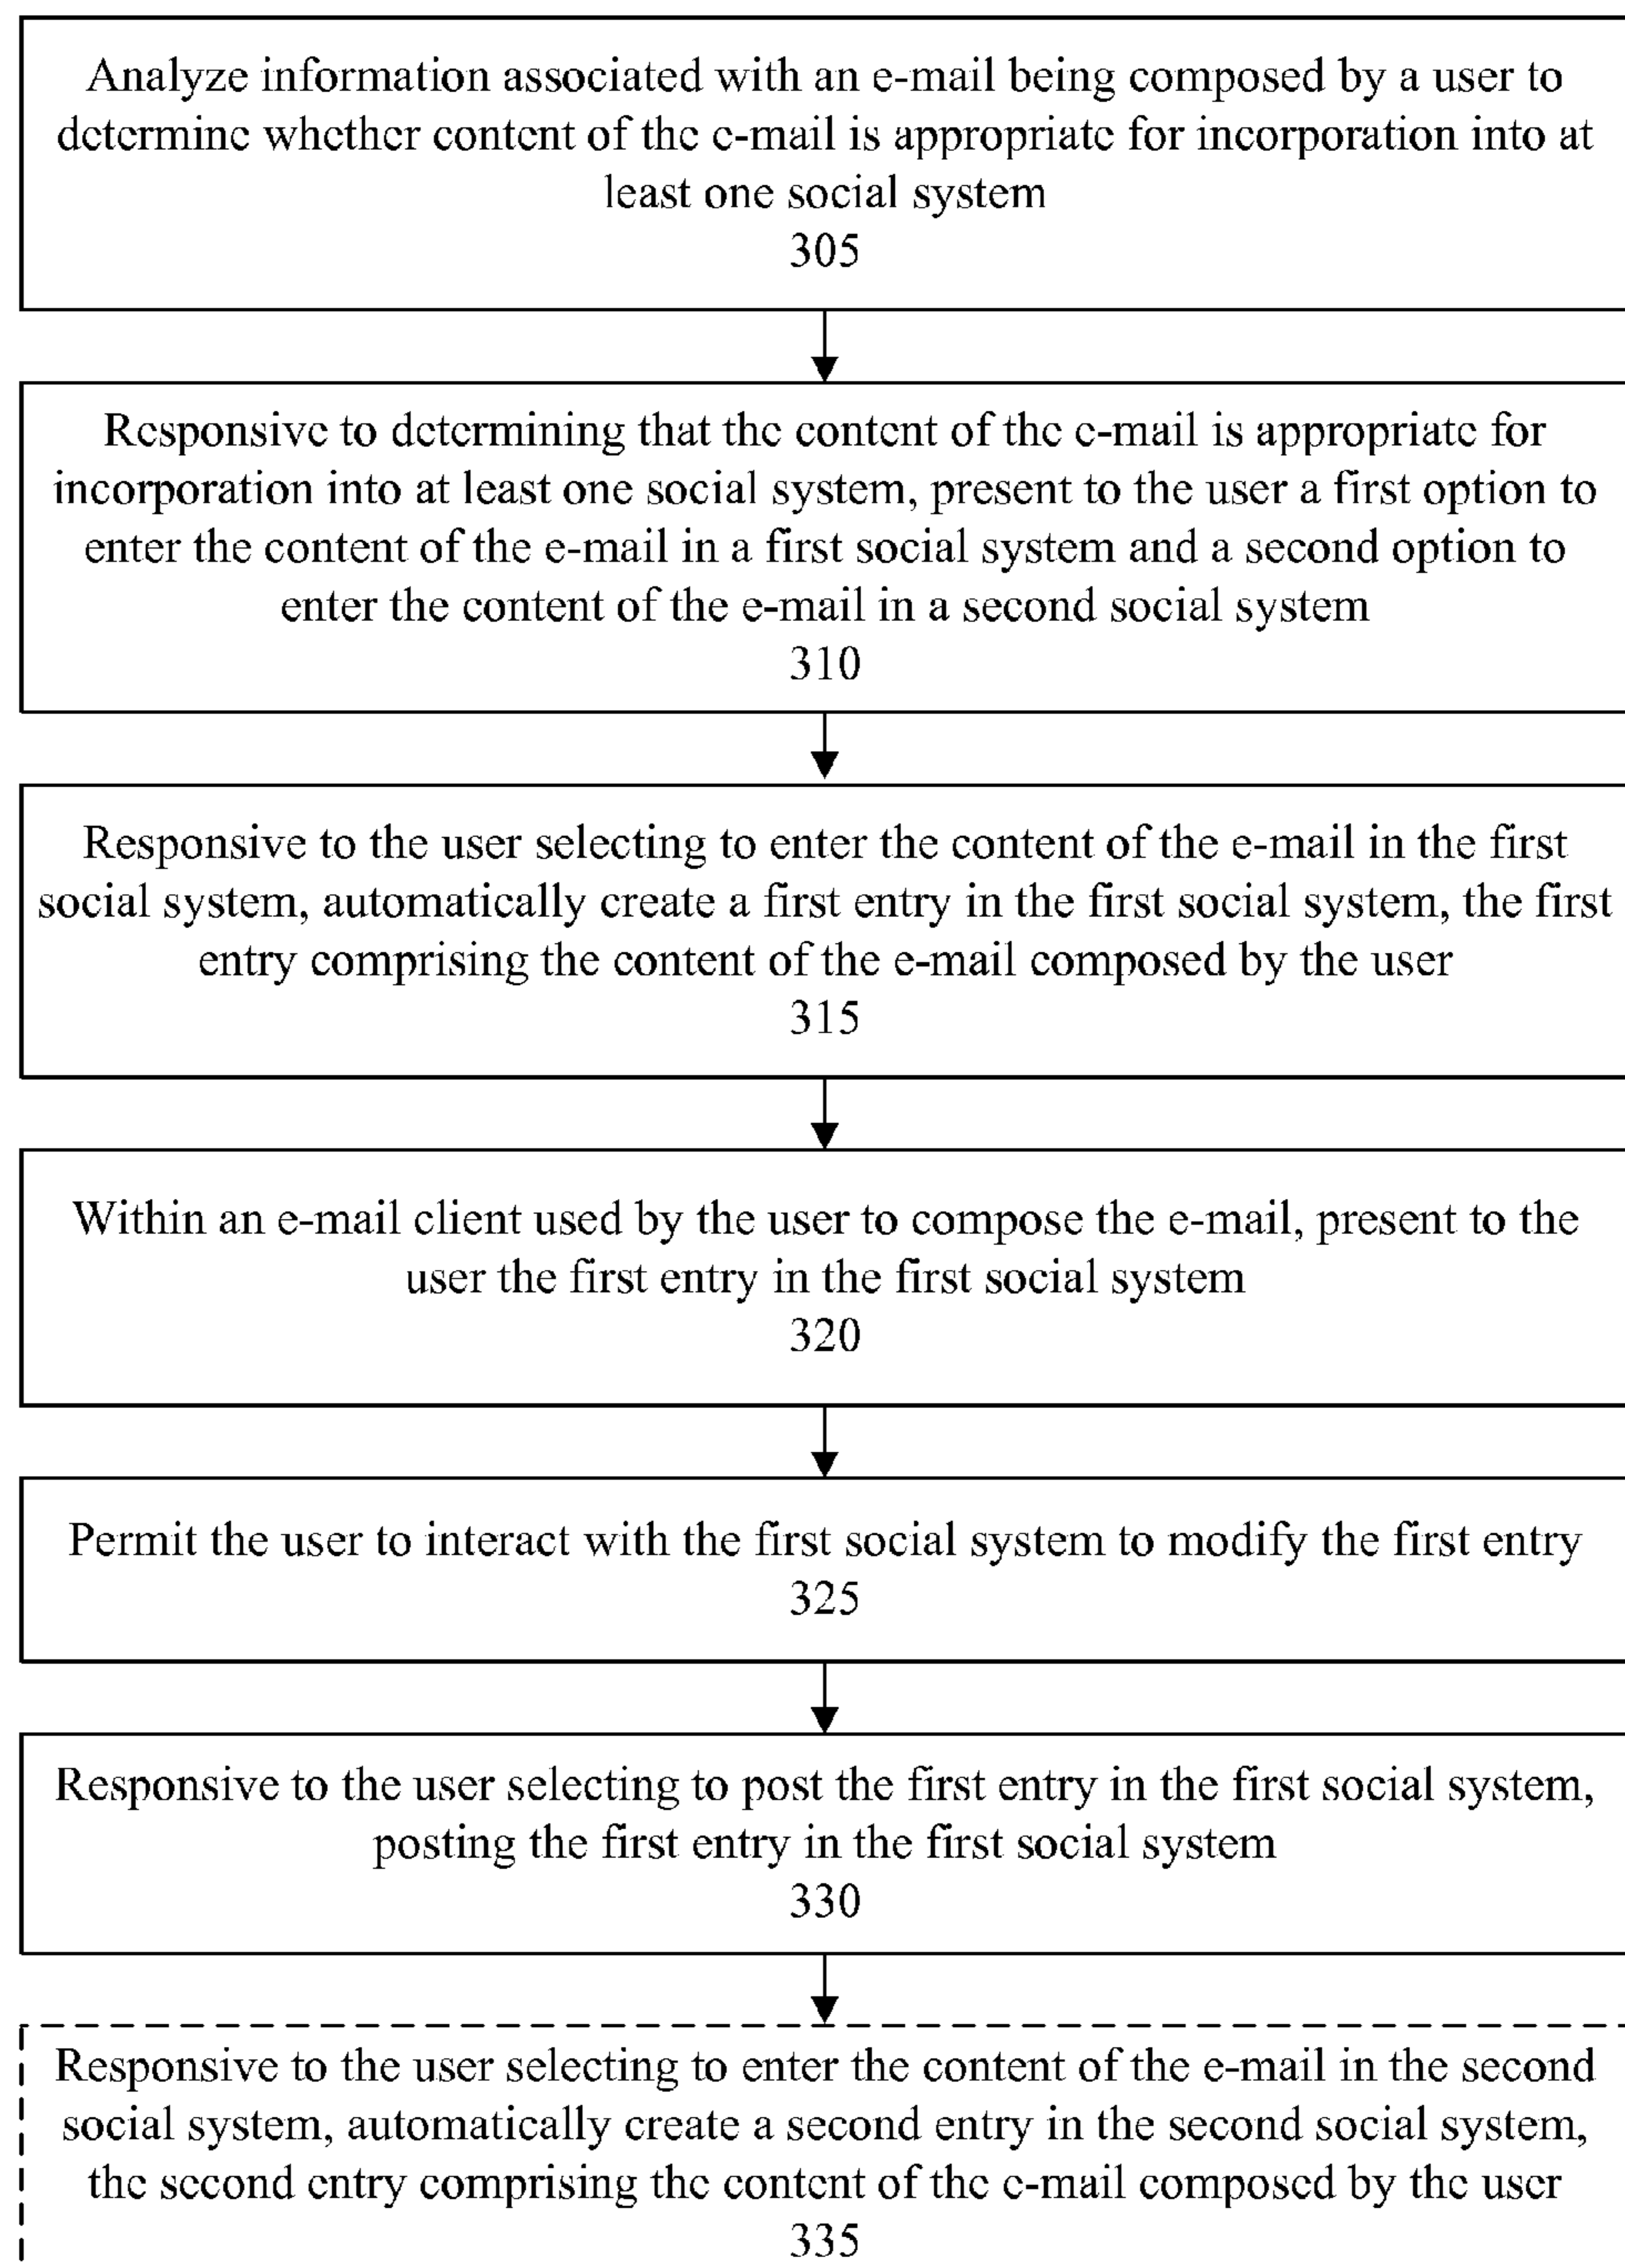 Analyze information associated with an e-mail being composed by a user to
determine whether content of the e-mail is appropriate for incorporation into at
least one social system
305
Responsive to determining that the content of the e-mail is appropriate for
incorporation into at least one social system, present to the user a first option to
enter the content of the e-mail in a first social system and a second option to
enter the content of the e-mail in a second social system
310
Responsive to the user selecting to enter the content of the e-mail in the first
social system, automatically create a first entry in the first social system, the first
entry comprising the content of the e-mail composed by the user
315
Within an e-mail client used by the user to compose the e-mail, present to the
user the first entry in the first social system
320
Permit the user to interact with the first social system to modify the first entry
325
Responsive to the user selecting to post the first entry in the first social system,
posting the first entry in the first social system
330
Responsive to the user selecting to enter the content of the e-mail in the second
social system, automatically create a second entry in the second social system,
the second entry comprising the content of the e-mail composed by the user
335